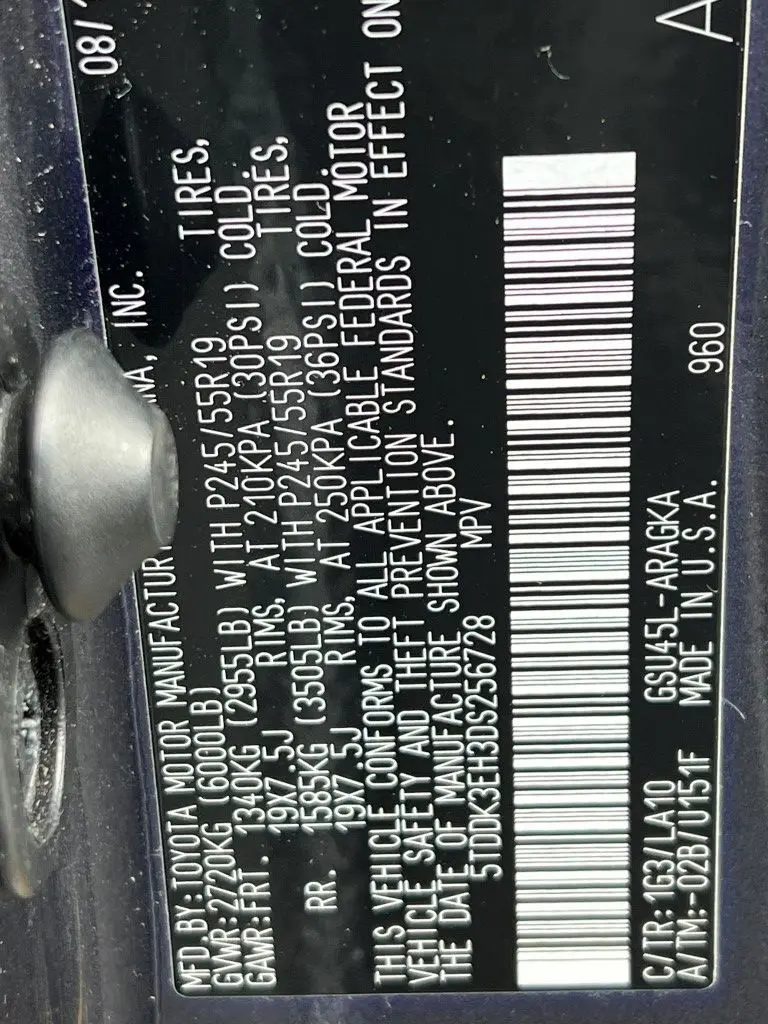 MFD.BY:TOYOTA MOTOR MANUFACTUR NA, INC. 08/
GVWR:2720KG (6000LB)
GAWR:FRT. 1340KG (2955LB) WITH P245/55R19 TIRES,
19X7.5J RIMS, AT 210KPA (30PSI) COLD.
RR. 1585KG (3505LB) WITH P245/55R19 TIRES,
19X7.5J RIMS, AT 250KPA (36PSI) COLD.
THIS VEHICLE CONFORMS TO ALL APPLICABLE FEDERAL MOTOR
VEHICLE SAFETY AND THEFT PREVENTION STANDARDS IN EFFECT ON
THE DATE OF MANUFACTURE SHOWN ABOVE.
5TDDK3EH3DS256728 MPV
C/TR:1G3/LA10 GSU45L-ARAGKA
A/TM:-02B/U151F MADE IN U.S.A. 960 A